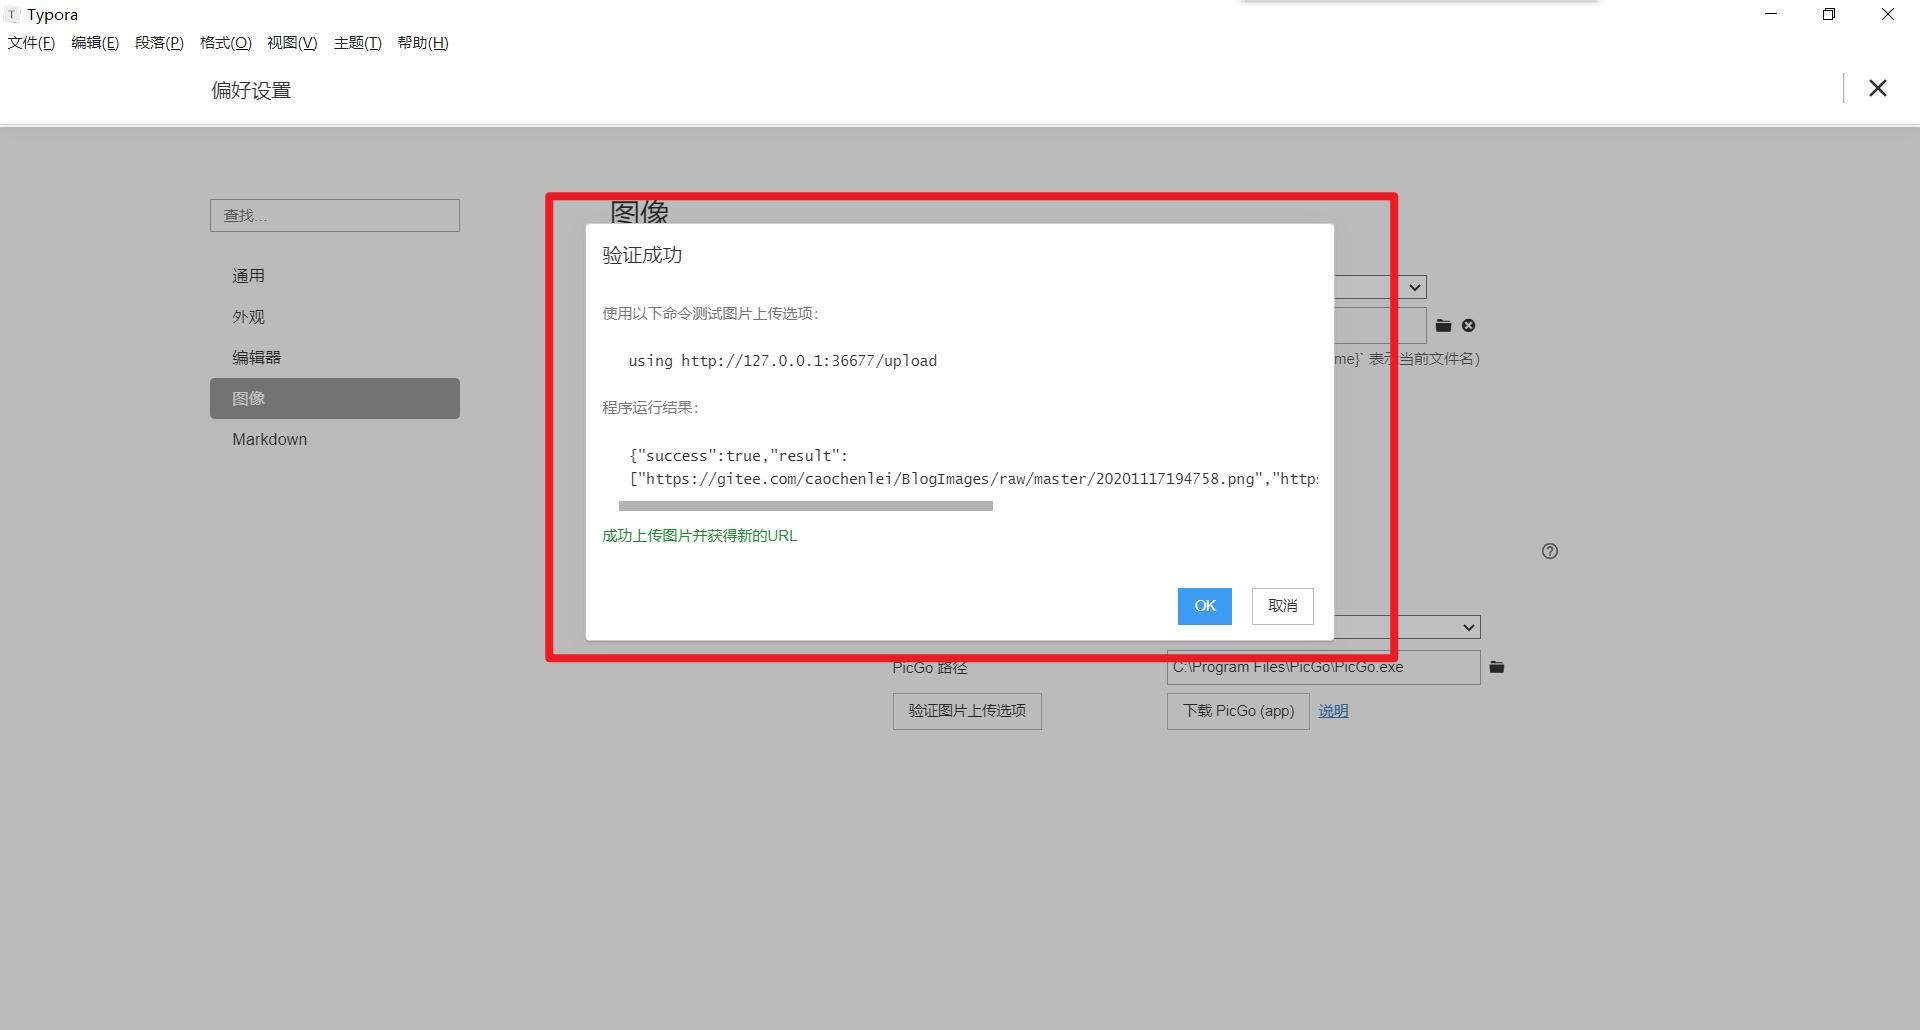 Typora
文件(F) 编辑(E) 段落(P) 格式(O) 视图(V) 主题(T) 帮助(H)
偏好设置
查找...
通用
外观
编辑器
图像
Markdown
图像
验证成功
使用以下命令测试图片上传选项：
using http://127.0.0.1:36677/upload
程序运行结果：
{"success":true,"result":
["https://gitee.com/caochenlei/BlogImages/raw/master/20201117194758.png","https
成功上传图片并获得新的URL
OK 取消
me}` 表示当前文件名）
PicGo 路径 C:\Program Files\PicGo\PicGo.exe
验证图片上传选项 下载 PicGo (app) 说明